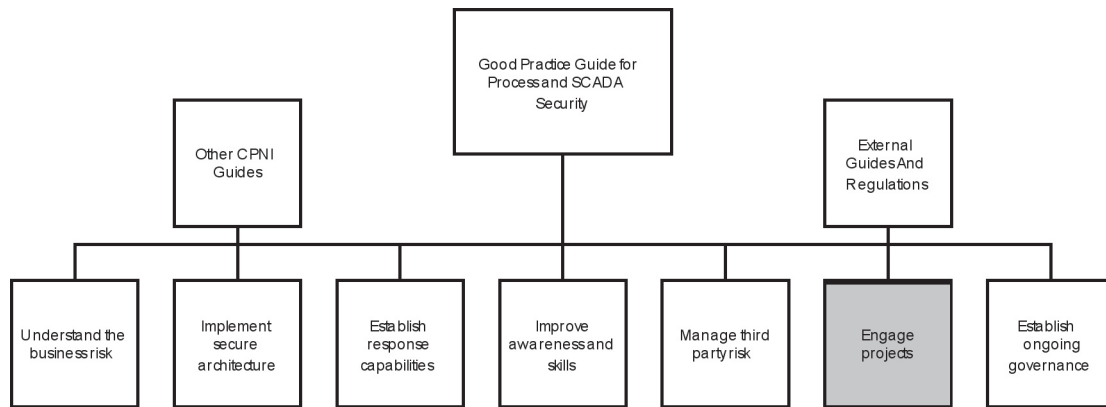 Good Practice Guide for
Process and SCADA
Security
Other CPNI
Guides
External
Guides And
Regulations
Understand the
business risk
Implement
secure
architecture
Establish
response
capabilities
Improve
awareness and
skills
Manage third
party risk
Engage
projects
Establish
ongoing
governance